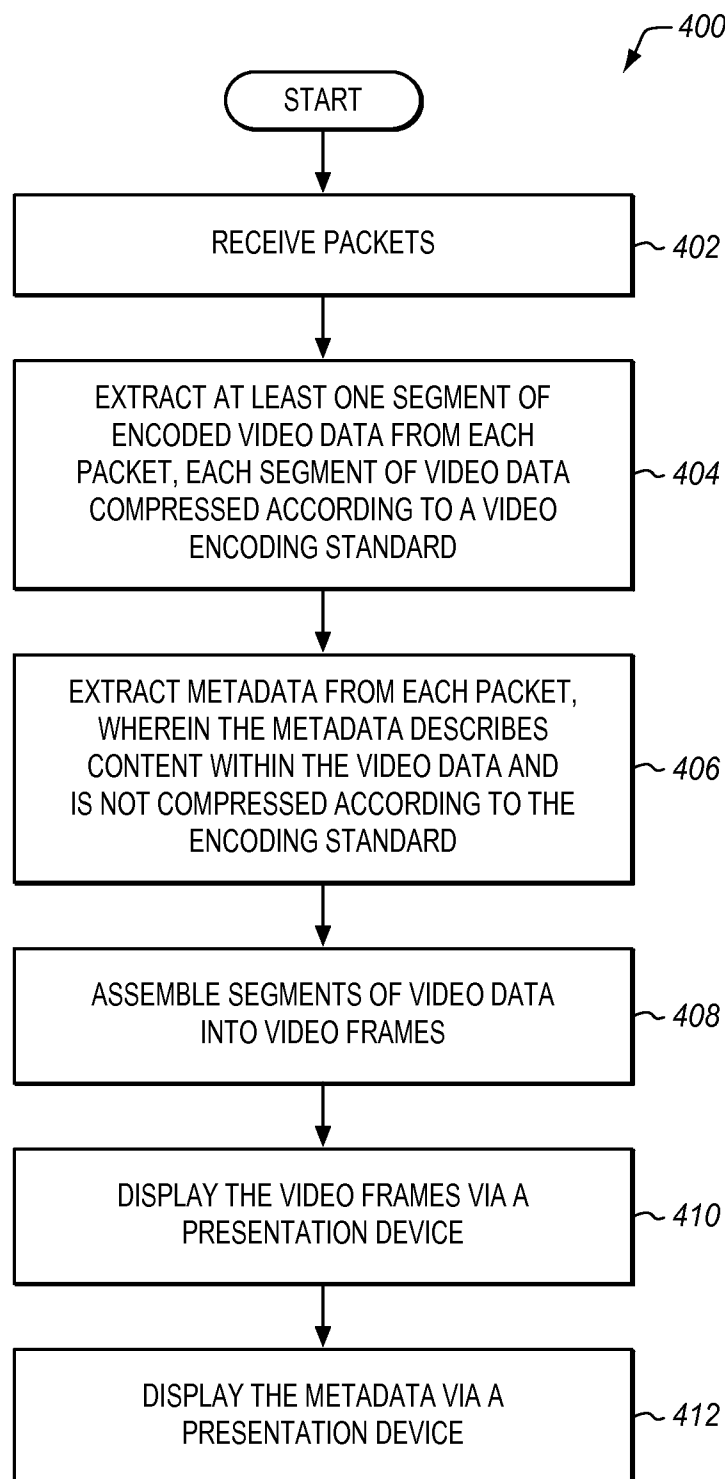 400
START
RECEIVE PACKETS
402
EXTRACT AT LEAST ONE SEGMENT OF
ENCODED VIDEO DATA FROM EACH
PACKET, EACH SEGMENT OF VIDEO DATA
COMPRESSED ACCORDING TO A VIDEO
ENCODING STANDARD
404
EXTRACT METADATA FROM EACH PACKET,
WHEREIN THE METADATA DESCRIBES
CONTENT WITHIN THE VIDEO DATA AND
IS NOT COMPRESSED ACCORDING TO THE
ENCODING STANDARD
406
ASSEMBLE SEGMENTS OF VIDEO DATA
INTO VIDEO FRAMES
408
DISPLAY THE VIDEO FRAMES VIA A
PRESENTATION DEVICE
410
DISPLAY THE METADATA VIA A
PRESENTATION DEVICE
412